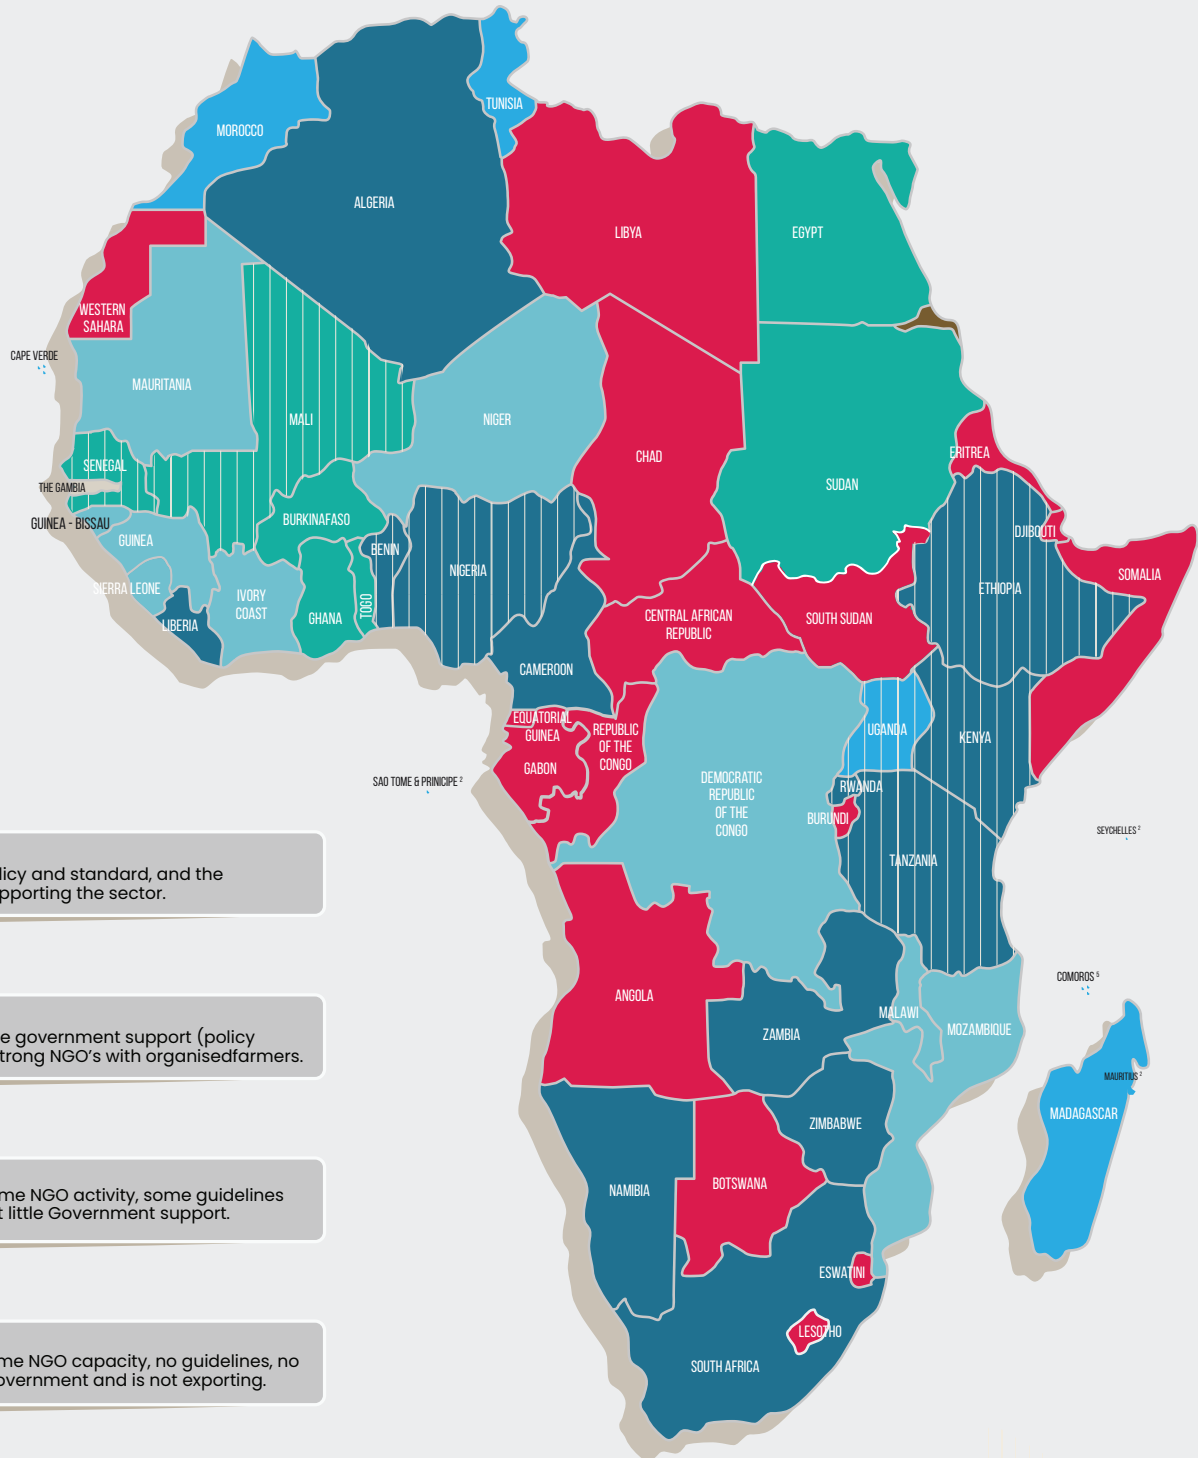 TUNISIA
MOROCCO
ALGERIA
LIBYA
EGYPT
WESTERN
SAHARA
CAPE VERDE
MAURITANIA
MALI
NIGER
CHAD
SUDAN
ERITREA
SENEGAL
THE GAMBIA
GUINEA - BISSAU
GUINEA
BURKINAFASO
BENIN
NIGERIA
DJIBOUTI
SOMALIA
ETHIOPIA
SIERRA LEONE
IVORY
COAST
GHANA
TOGO
LIBERIA
CENTRAL AFRICAN
REPUBLIC
SOUTH SUDAN
CAMEROON
EQUATORIAL
GUINEA
REPUBLIC
OF THE
CONGO
GABON
UGANDA
KENYA
SAO TOME & PRINICIPE 2
DEMOCRATIC
REPUBLIC
OF THE
CONGO
RWANDA
BURUNDI
TANZANIA
SEYCHELLES 2
licy and standard, and the
pporting the sector.
ANGOLA
COMOROS 5
ZAMBIA
MALAWI
MOZAMBIQUE
e government support (policy
trong NGO's with organisedfarmers.
MAURITIUS 2
MADAGASCAR
ZIMBABWE
NAMIBIA
BOTSWANA
me NGO activity, some guidelines
t little Government support.
ESWATINI
LESOTHO
SOUTH AFRICA
me NGO capacity, no guidelines, no
overnment and is not exporting.